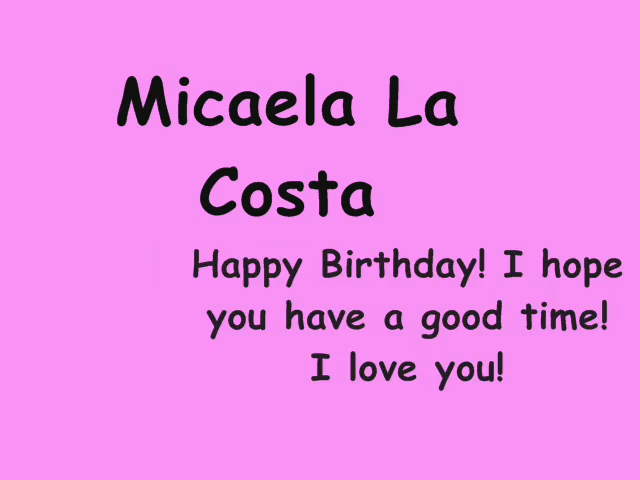 Micaela La
Costa
Happy Birthday! I hope
you have a good time!
I love you!